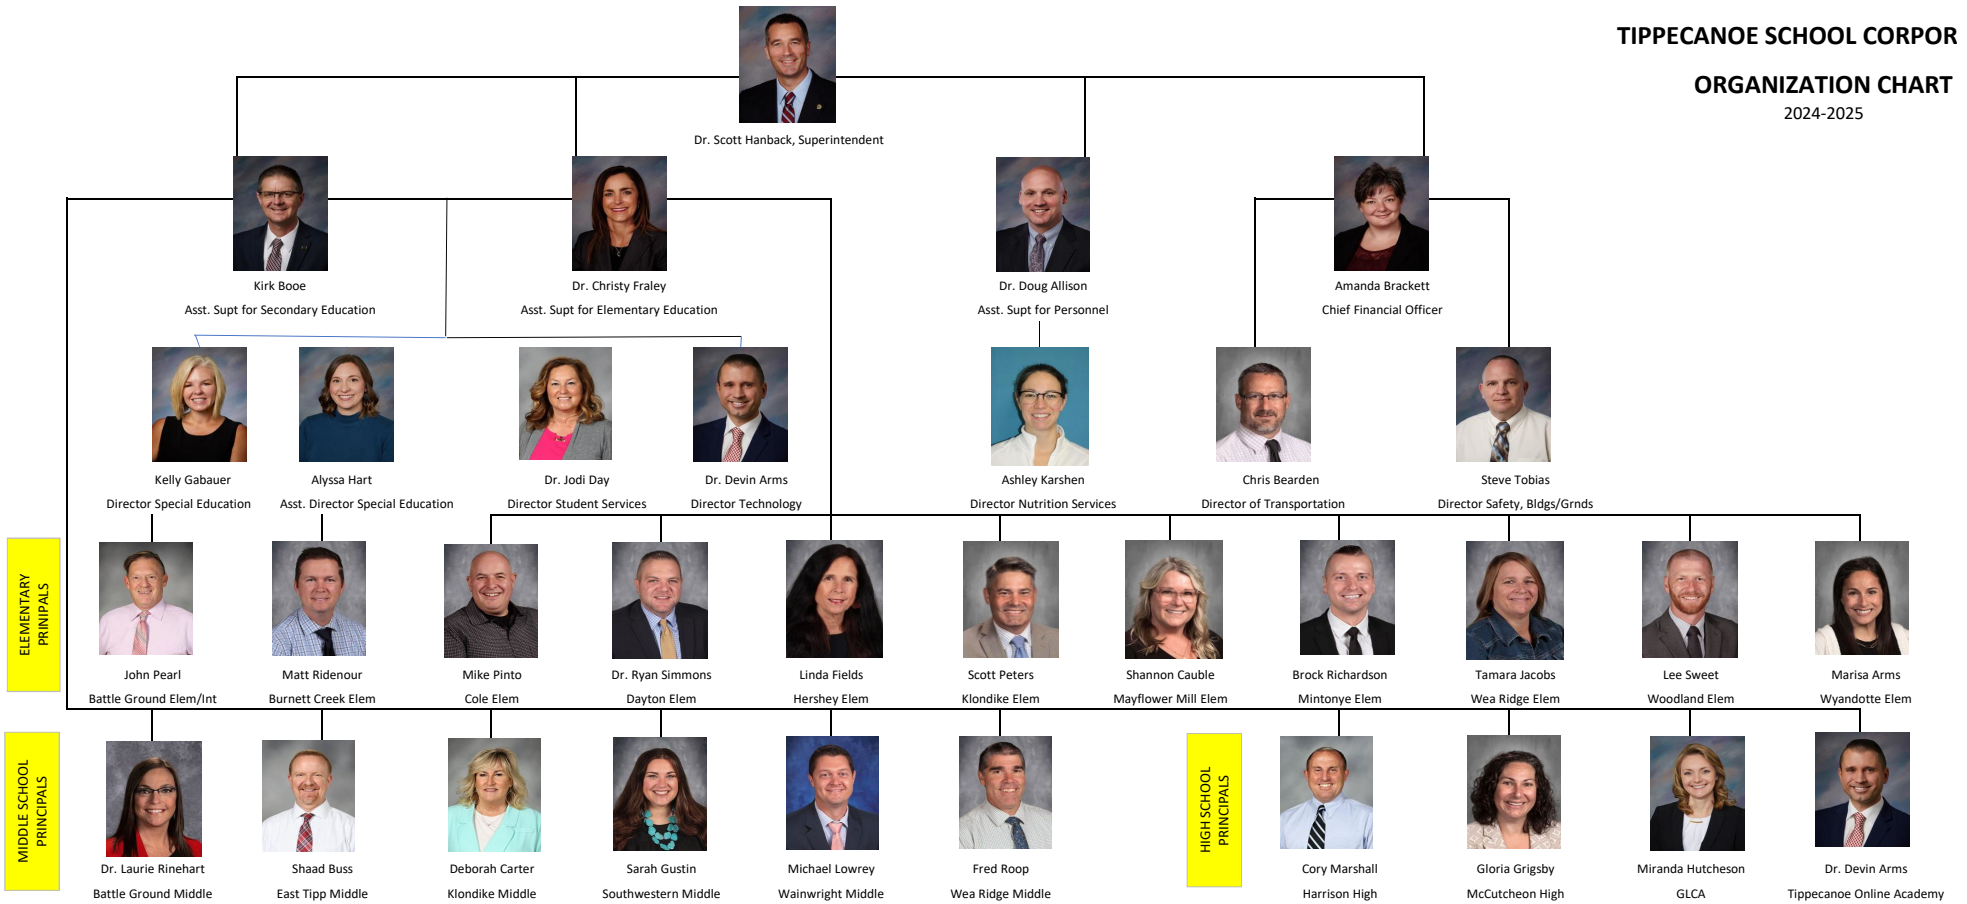 TIPPECANOE SCHOOL CORPOR
ORGANIZATION CHART
2024-2025
Dr. Scott Hanback, Superintendent
Kirk Booe
Asst. Supt for Secondary Education
Dr. Christy Fraley
Asst. Supt for Elementary Education
Dr. Doug Allison
Asst. Supt for Personnel
Amanda Brackett
Chief Financial Officer
Kelly Gabauer
Director Special Education
Alyssa Hart
Asst. Director Special Education
Dr. Jodi Day
Director Student Services
Dr. Devin Arms
Director Technology
Ashley Karshen
Director Nutrition Services
Chris Bearden
Director of Transportation
Steve Tobias
Director Safety, Bldgs/Grnds
ELEMENTARY
PRINIPALS
John Pearl
Battle Ground Elem/Int
Matt Ridenour
Burnett Creek Elem
Mike Pinto
Cole Elem
Dr. Ryan Simmons
Dayton Elem
Linda Fields
Hershey Elem
Scott Peters
Klondike Elem
Shannon Cauble
Mayflower Mill Elem
Brock Richardson
Mintonye Elem
Tamara Jacobs
Wea Ridge Elem
Lee Sweet
Woodland Elem
Marisa Arms
Wyandotte Elem
MIDDLE SCHOOL
PRINCIPALS
Dr. Laurie Rinehart
Battle Ground Middle
Shaad Buss
East Tipp Middle
Deborah Carter
Klondike Middle
Sarah Gustin
Southwestern Middle
Michael Lowrey
Wainwright Middle
Fred Roop
Wea Ridge Middle
HIGH SCHOOL
PRINCIPALS
Cory Marshall
Harrison High
Gloria Grigsby
McCutcheon High
Miranda Hutcheson
GLCA
Dr. Devin Arms
Tippecanoe Online Academy